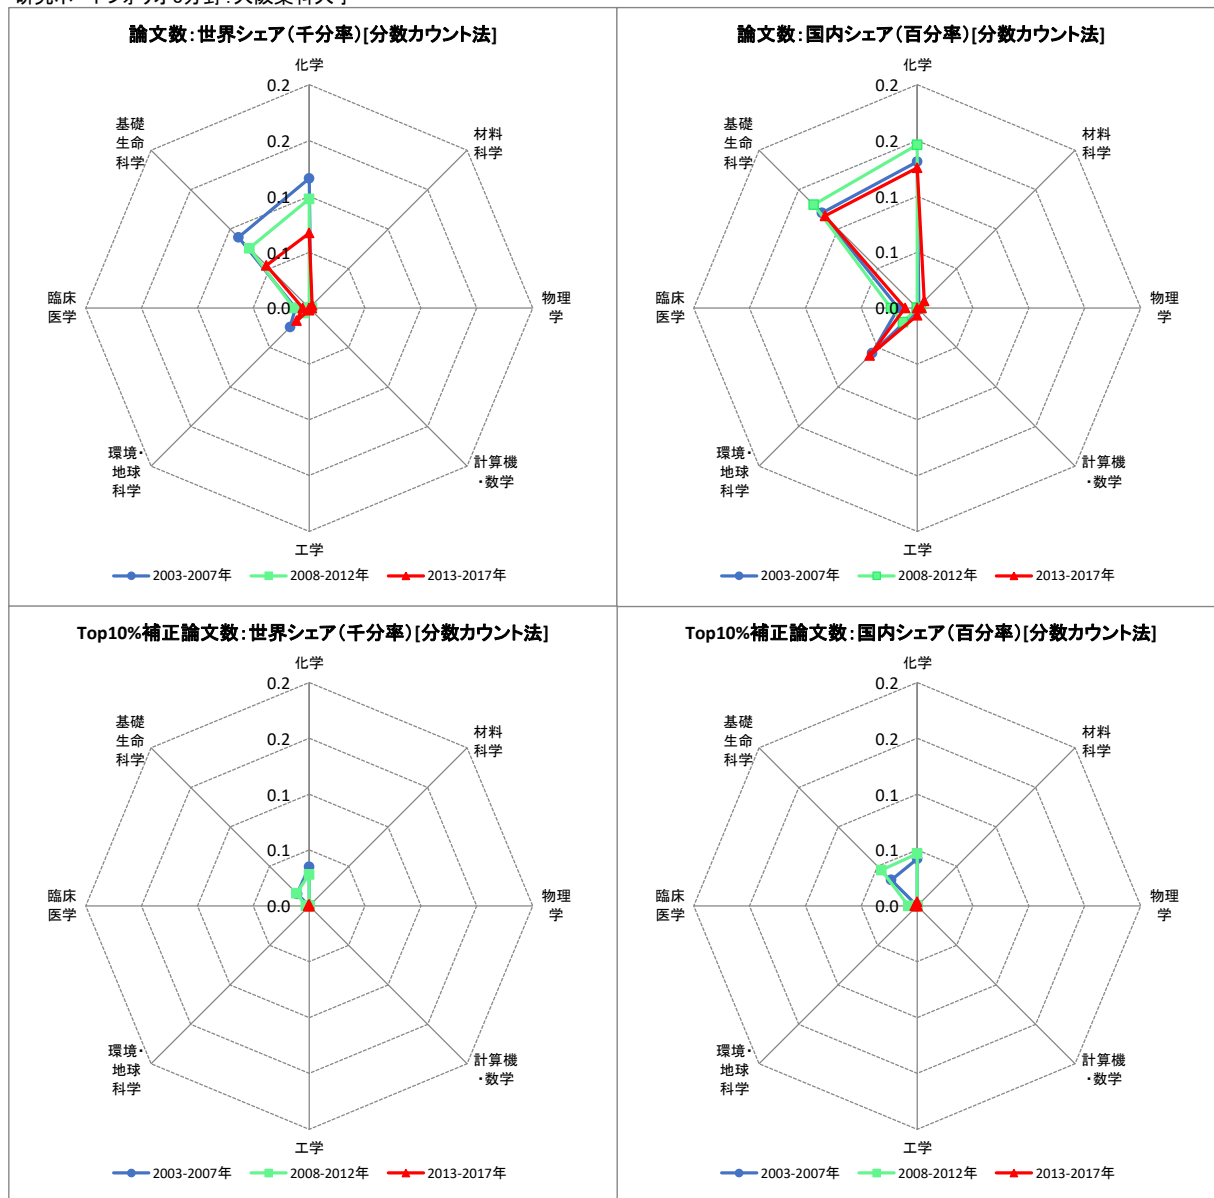 論文数：世界シェア（千分率）[分数カウント法]
化学
0.2
0.2
0.1
0.1
0.0
材料
科学
物理
学
計算機
・数学
工学
環境・
地球
科学
臨床
医学
基礎
生命
科学
2003-2007年 2008-2012年 2013-2017年
論文数：国内シェア（百分率）[分数カウント法]
化学
0.2
0.2
0.1
0.1
0.0
材料
科学
物理
学
計算機
・数学
工学
環境・
地球
科学
臨床
医学
基礎
生命
科学
2003-2007年 2008-2012年 2013-2017年
Top10%補正論文数：世界シェア（千分率）[分数カウント法]
化学
0.2
0.2
0.1
0.1
0.0
材料
科学
物理
学
計算機
・数学
工学
環境・
地球
科学
臨床
医学
基礎
生命
科学
2003-2007年 2008-2012年 2013-2017年
Top10%補正論文数：国内シェア（百分率）[分数カウント法]
化学
0.2
0.2
0.1
0.1
0.0
材料
科学
物理
学
計算機
・数学
工学
環境・
地球
科学
臨床
医学
基礎
生命
科学
2003-2007年 2008-2012年 2013-2017年